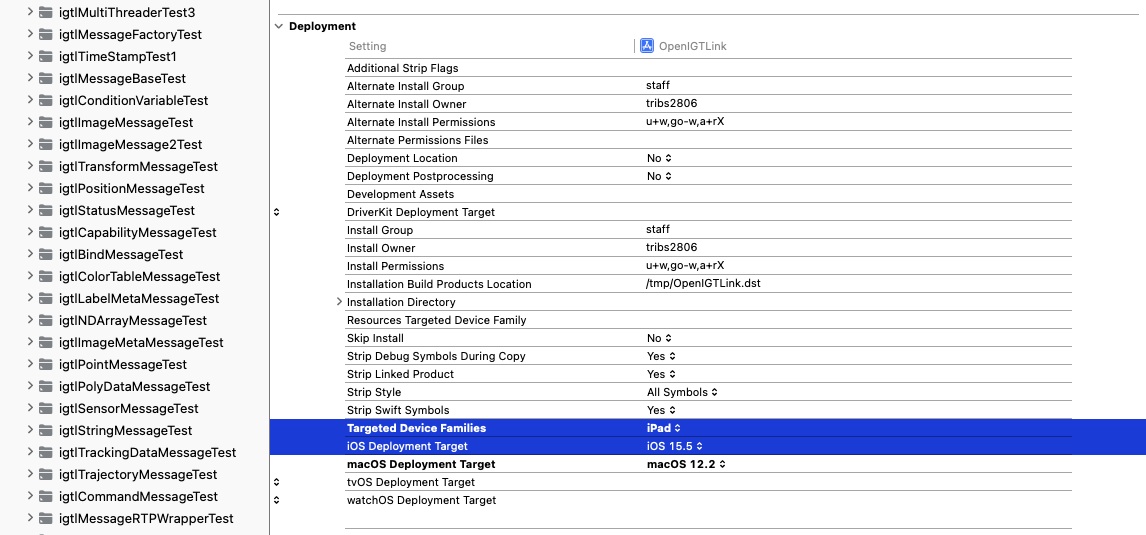 igtlMultiThreaderTest3
igtlMessageFactoryTest
igtlTimeStampTest1
igtlMessageBaseTest
igtlConditionVariableTest
igtlImageMessageTest
igtlImageMessage2Test
igtlTransformMessageTest
igtlPositionMessageTest
igtlStatusMessageTest
igtlCapabilityMessageTest
igtlBindMessageTest
igtlColorTableMessageTest
igtlLabelMetaMessageTest
igtlNDArrayMessageTest
igtlImageMetaMessageTest
igtlPointMessageTest
igtlPolyDataMessageTest
igtlSensorMessageTest
igtlStringMessageTest
igtlTrackingDataMessageTest
igtlTrajectoryMessageTest
igtlCommandMessageTest
igtlMessageRTPWrapperTest
Deployment
Setting OpenIGTLink
Additional Strip Flags
Alternate Install Group staff
Alternate Install Owner tribs2806
Alternate Install Permissions u+w,go-w,a+rX
Alternate Permissions Files
Deployment Location No
Deployment Postprocessing No
Development Assets
DriverKit Deployment Target
Install Group staff
Install Owner tribs2806
Install Permissions u+w,go-w,a+rX
Installation Build Products Location /tmp/OpenIGTLink.dst
Installation Directory
Resources Targeted Device Family
Skip Install No
Strip Debug Symbols During Copy Yes
Strip Linked Product Yes
Strip Style All Symbols
Strip Swift Symbols Yes
Targeted Device Families iPad
iOS Deployment Target iOS 15.5
macOS Deployment Target macOS 12.2
tvOS Deployment Target
watchOS Deployment Target